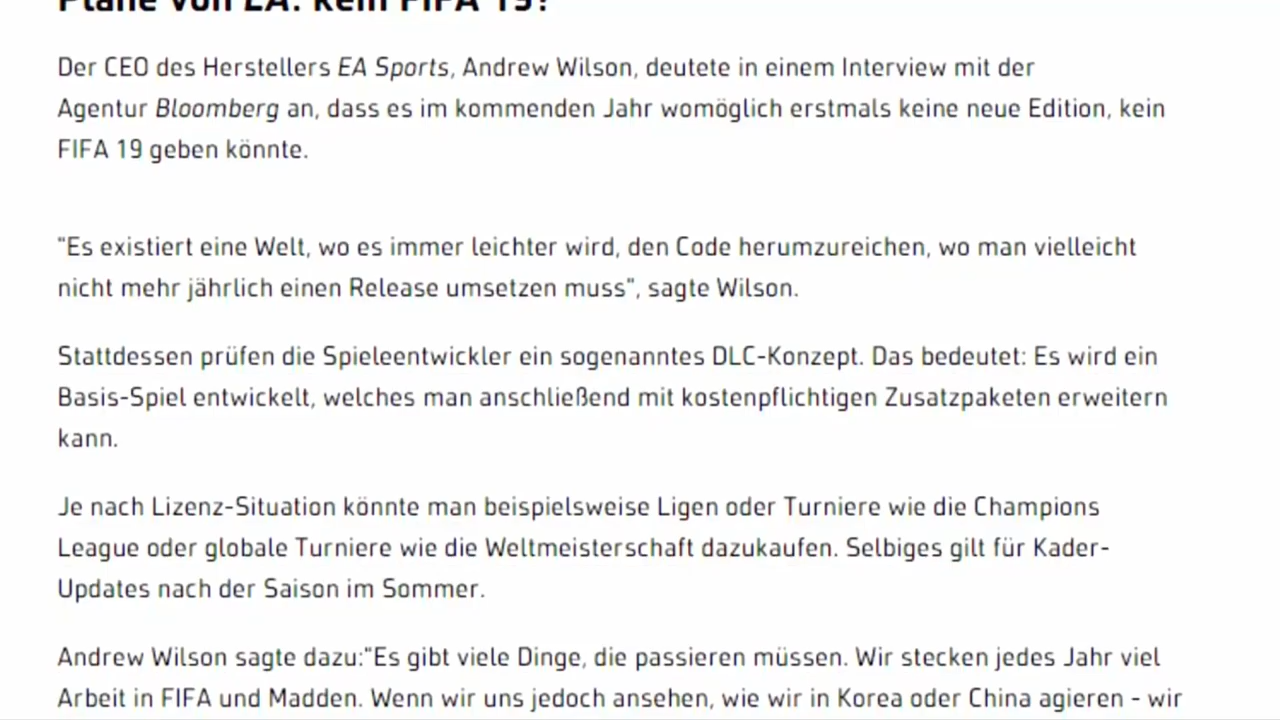 Pläne von EA: kein FIFA 19?
Der CEO des Herstellers EA Sports, Andrew Wilson, deutete in einem Interview mit der
Agentur Bloomberg an, dass es im kommenden Jahr womöglich erstmals keine neue Edition, kein
FIFA 19 geben könnte.
"Es existiert eine Welt, wo es immer leichter wird, den Code herumzureichen, wo man vielleicht
nicht mehr jährlich einen Release umsetzen muss", sagte Wilson.
Stattdessen prüfen die Spieleentwickler ein sogenanntes DLC-Konzept. Das bedeutet: Es wird ein
Basis-Spiel entwickelt, welches man anschließend mit kostenpflichtigen Zusatzpaketen erweitern
kann.
Je nach Lizenz-Situation könnte man beispielsweise Ligen oder Turniere wie die Champions
League oder globale Turniere wie die Weltmeisterschaft dazukaufen. Selbiges gilt für Kader-
Updates nach der Saison im Sommer.
Andrew Wilson sagte dazu:"Es gibt viele Dinge, die passieren müssen. Wir stecken jedes Jahr viel
Arbeit in FIFA und Madden. Wenn wir uns jedoch ansehen, wie wir in Korea oder China agieren - wir